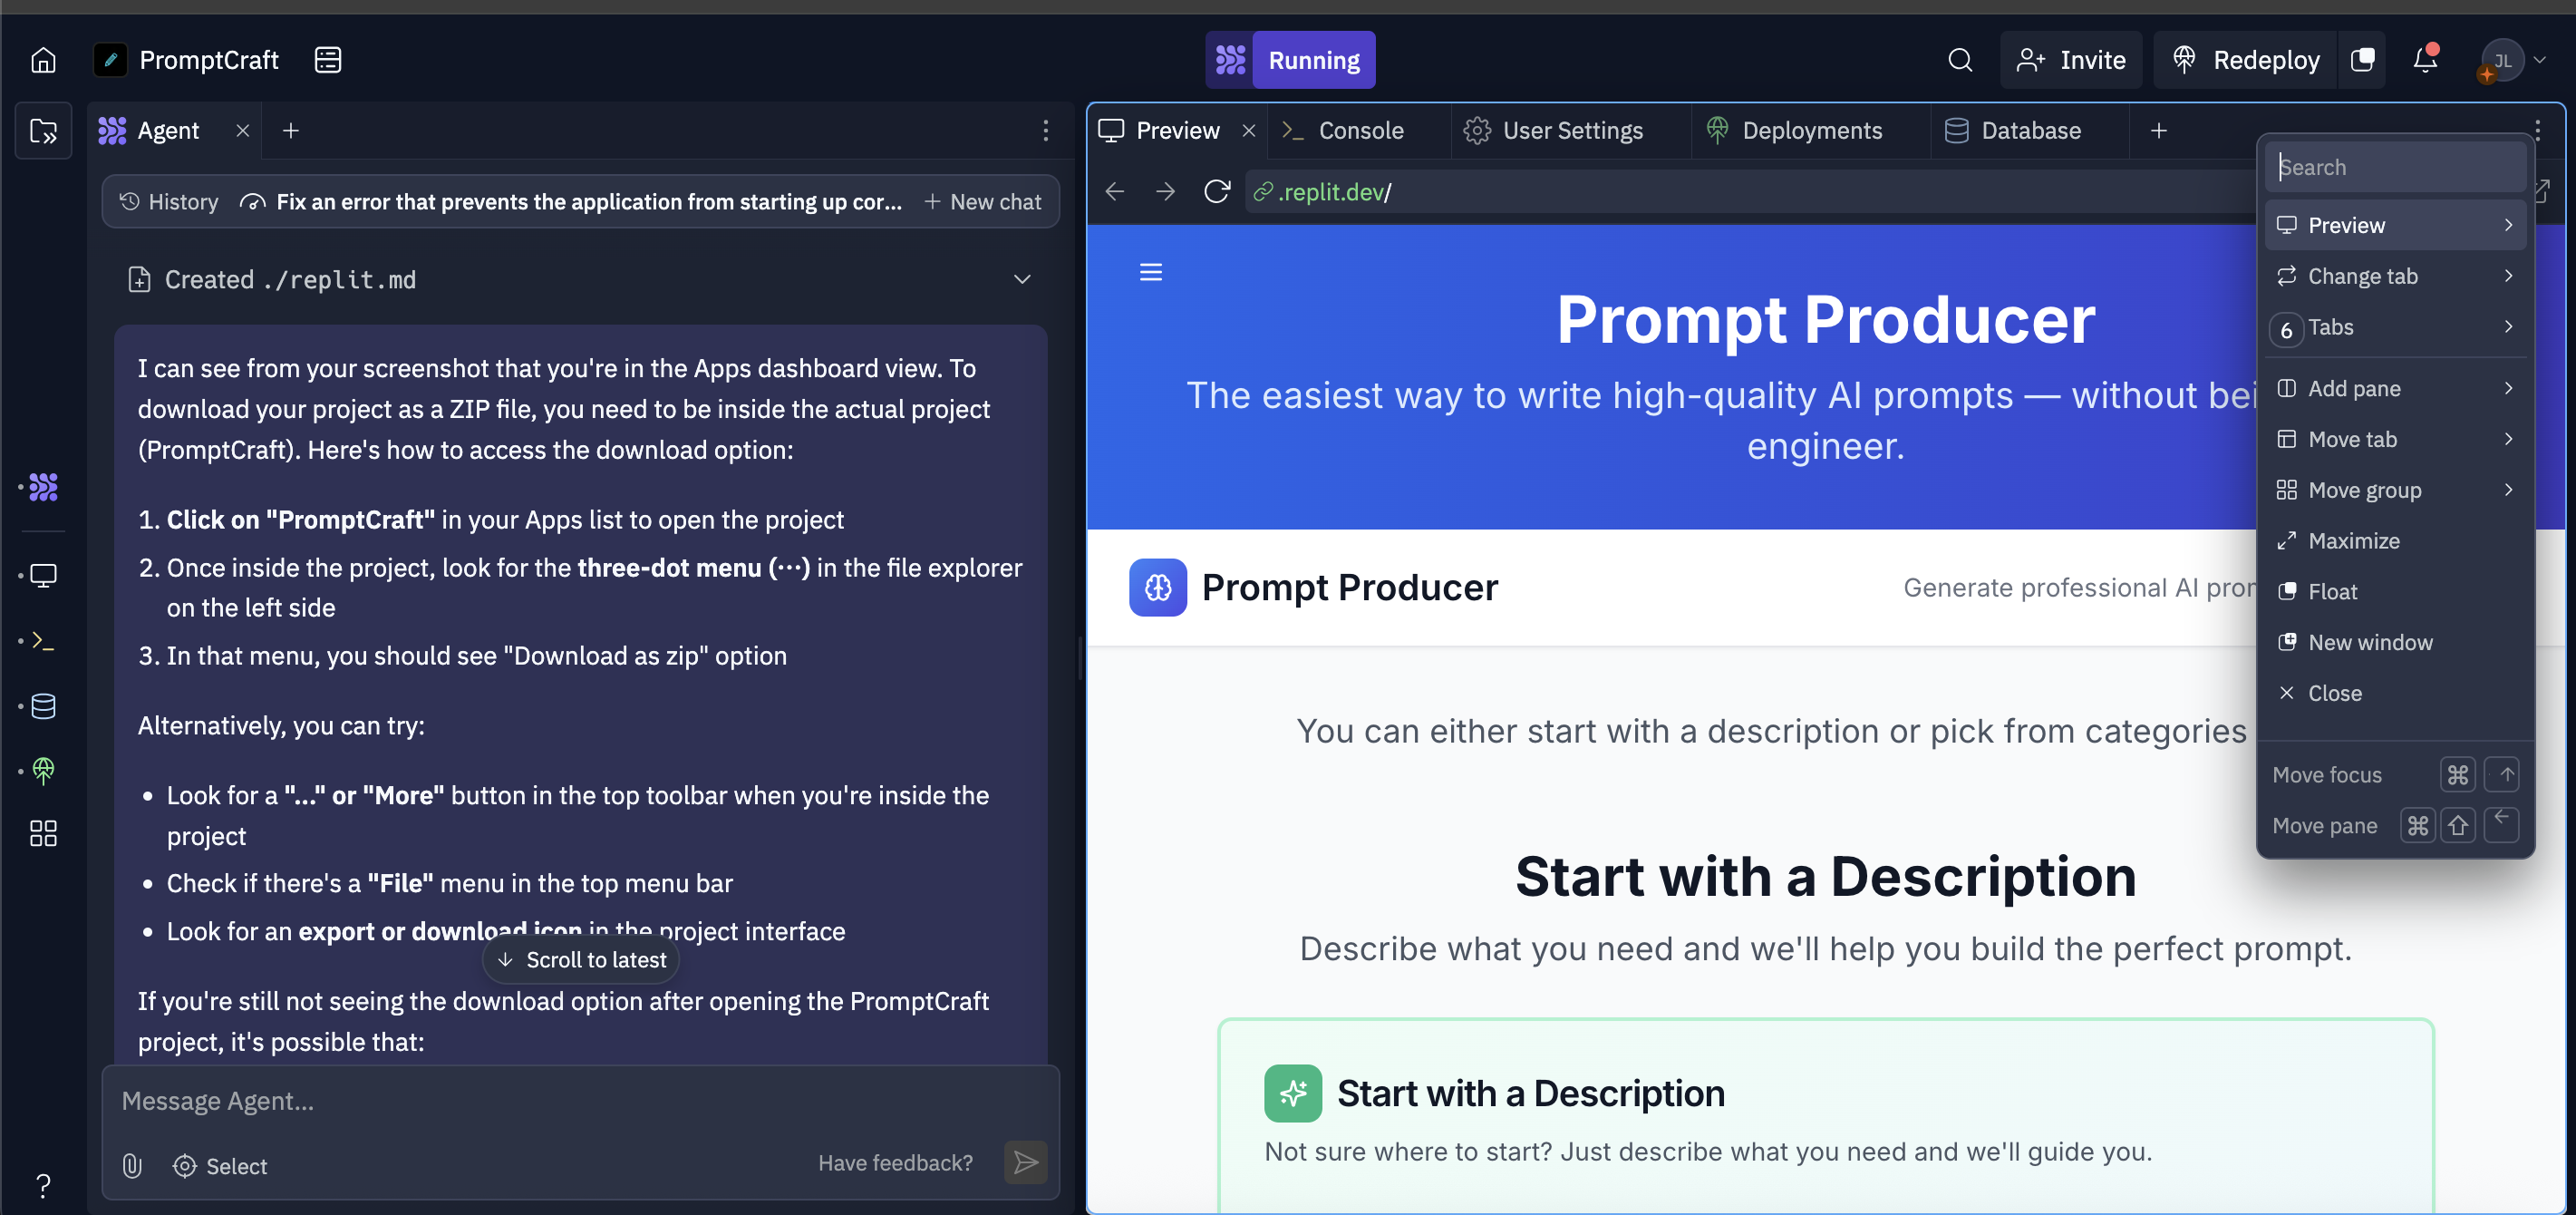 PromptCraft
Running
Invite
Redeploy
JL
Agent
History
Fix an error that prevents the application from starting up cor...
New chat
Created ./replit.md
I can see from your screenshot that you're in the Apps dashboard view. To
download your project as a ZIP file, you need to be inside the actual project
(PromptCraft). Here's how to access the download option:
1. Click on "PromptCraft" in your Apps list to open the project
2. Once inside the project, look for the three-dot menu (⋯) in the file explorer
on the left side
3. In that menu, you should see "Download as zip" option
Alternatively, you can try:
• Look for a "..." or "More" button in the top toolbar when you're inside the
project
• Check if there's a "File" menu in the top menu bar
• Look for an export or download icon in the project interface
Scroll to latest
If you're still not seeing the download option after opening the PromptCraft
project, it's possible that:
Message Agent...
Select
Have feedback?
?
Preview
Console
User Settings
Deployments
Database
.replit.dev/
Prompt Producer
The easiest way to write high-quality AI prompts — without
engineer.
Prompt Producer
Generate professional AI
You can either start with a description or pick from categories
Start with a Description
Describe what you need and we'll help you build the perfect prompt.
Start with a Description
Not sure where to start? Just describe what you need and we'll guide you.
Search
Preview
Change tab
6 Tabs
Add pane
Move tab
Move group
Maximize
Float
New window
Close
Move focus ⌘ ↑
Move pane ⌘ ⇧ ←